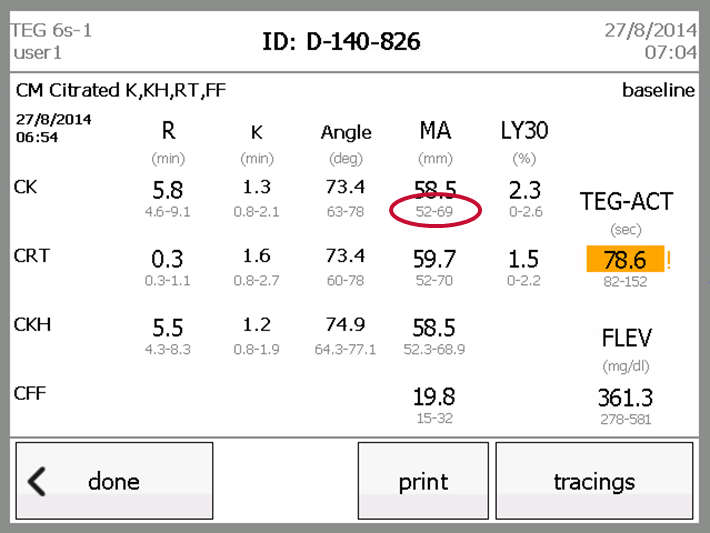 TEG 6s-1
user1
ID: D-140-826
27/8/2014
07:04
CM Citrated K,KH,RT,FF
baseline
27/8/2014
06:54
R K Angle MA LY30
(min) (min) (deg) (mm) (%)
CK 5.8 1.3 73.4 58.5 2.3
4.6-9.1 0.8-2.1 63-78 52-69 0-2.6
TEG-ACT
(sec)
CRT 0.3 1.6 73.4 59.7 1.5 78.6 !
0.3-1.1 0.8-2.7 60-78 52-70 0-2.2 82-152
CKH 5.5 1.2 74.9 58.5
4.3-8.3 0.8-1.9 64.3-77.1 52.3-68.9
FLEV
(mg/dl)
CFF 19.8 361.3
15-32 278-581
done print tracings